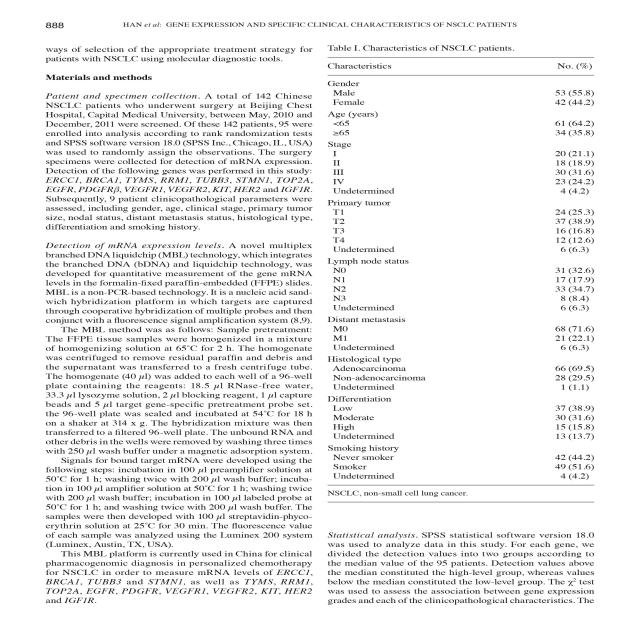 888
HAN et al: GENE EXPRESSION AND SPECIFIC CLINICAL CHARACTERISTICS OF NSCLC PATIENTS
ways of selection of the appropriate treatment strategy for
patients with NSCLC using molecular diagnostic tools.
Materials and methods
Patient and specimen collection. A total of 142 Chinese
NSCLC patients who underwent surgery at Beijing Chest
Hospital, Capital Medical University, between May, 2010 and
December, 2011 were screened. Of these 142 patients, 95 were
enrolled into analysis according to rank randomization tests
and SPSS software version 18.0 (SPSS Inc., Chicago, IL, USA)
was used to randomly assign the observations. The surgery
specimens were collected for detection of mRNA expression.
Detection of the following genes was performed in this study:
ERCC1, BRCA1, TYMS, RRM1, TUBB3, STMN1, TOP2A,
EGFR, PDGFRβ, VEGFR1, VEGFR2, KIT, HER2 and IGF1R.
Subsequently, 9 patient clinicopathological parameters were
assessed, including gender, age, clinical stage, primary tumor
size, nodal status, distant metastasis status, histological type,
differentiation and smoking history.
Detection of mRNA expression levels. A novel multiplex
branched DNA liquidchip (MBL) technology, which integrates
the branched DNA (bDNA) and liquidchip technology, was
developed for quantitative measurement of the gene mRNA
levels in the formalin-fixed paraffin-embedded (FFPE) slides.
MBL is a non-PCR-based technology. It is a nucleic acid sand-
wich hybridization platform in which targets are captured
through cooperative hybridization of multiple probes and then
conjunct with a fluorescence signal amplification system (8,9).
The MBL method was as follows: Sample pretreatment:
The FFPE tissue samples were homogenized in a mixture
of homogenizing solution at 65˚C for 2 h. The homogenate
was centrifuged to remove residual paraffin and debris and
the supernatant was transferred to a fresh centrifuge tube.
The homogenate (40 µl) was added to each well of a 96-well
plate containing the reagents: 18.5 µl RNase-free water,
33.3 µl lysozyme solution, 2 µl blocking reagent, 1 µl capture
beads and 5 µl target gene-specific pretreatment probe set.
the 96-well plate was sealed and incubated at 54˚C for 18 h
on a shaker at 314 x g. The hybridization mixture was then
transferred to a filtered 96-well plate. The unbound RNA and
other debris in the wells were removed by washing three times
with 250 µl wash buffer under a magnetic adsorption system.
Signals for bound target mRNA were developed using the
following steps: incubation in 100 µl preamplifier solution at
50˚C for 1 h; washing twice with 200 µl wash buffer; incuba-
tion in 100 µl amplifier solution at 50˚C for 1 h; washing twice
with 200 µl wash buffer; incubation in 100 µl labeled probe at
50˚C for 1 h; and washing twice with 200 µl wash buffer. The
samples were then developed with 100 µl streptavidin-phyco-
erythrin solution at 25˚C for 30 min. The fluorescence value
of each sample was analyzed using the Luminex 200 system
(Luminex, Austin, TX, USA).
This MBL platform is currently used in China for clinical
pharmacogenomic diagnosis in personalized chemotherapy
for NSCLC in order to measure mRNA levels of ERCC1,
BRCA1, TUBB3 and STMN1, as well as TYMS, RRM1,
TOP2A, EGFR, PDGFR, VEGFR1, VEGFR2, KIT, HER2
and IGF1R.
Table I. Characteristics of NSCLC patients.
Characteristics No. (%)
Gender
Male 53 (55.8)
Female 42 (44.2)
Age (years)
<65 61 (64.2)
≥65 34 (35.8)
Stage
I 20 (21.1)
II 18 (18.9)
III 30 (31.6)
IV 23 (24.2)
Undetermined 4 (4.2)
Primary tumor
T1 24 (25.3)
T2 37 (38.9)
T3 16 (16.8)
T4 12 (12.6)
Undetermined 6 (6.3)
Lymph node status
N0 31 (32.6)
N1 17 (17.9)
N2 33 (34.7)
N3 8 (8.4)
Undetermined 6 (6.3)
Distant metastasis
M0 68 (71.6)
M1 21 (22.1)
Undetermined 6 (6.3)
Histological type
Adenocarcinoma 66 (69.5)
Non-adenocarcinoma 28 (29.5)
Undetermined 1 (1.1)
Differentiation
Low 37 (38.9)
Moderate 30 (31.6)
High 15 (15.8)
Undetermined 13 (13.7)
Smoking history
Never smoker 42 (44.2)
Smoker 49 (51.6)
Undetermined 4 (4.2)
NSCLC, non-small cell lung cancer.
Statistical analysis. SPSS statistical software version 18.0
was used to analyze data in this study. For each gene, we
divided the detection values into two groups according to
the median value of the 95 patients. Detection values above
the median constituted the high-level group, whereas values
below the median constituted the low-level group. The χ² test
was used to assess the association between gene expression
grades and each of the clinicopathological characteristics. The